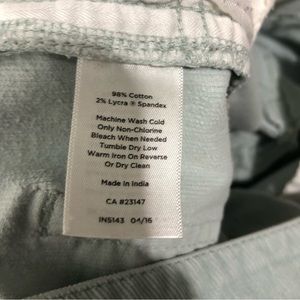 98% Cotton
2% Lycra ® Spandex
Machine Wash Cold
Only Non-Chlorine
Bleach When Needed
Tumble Dry Low
Warm Iron On Reverse
Or Dry Clean
Made In India
CA #23147
IN5143 04/16